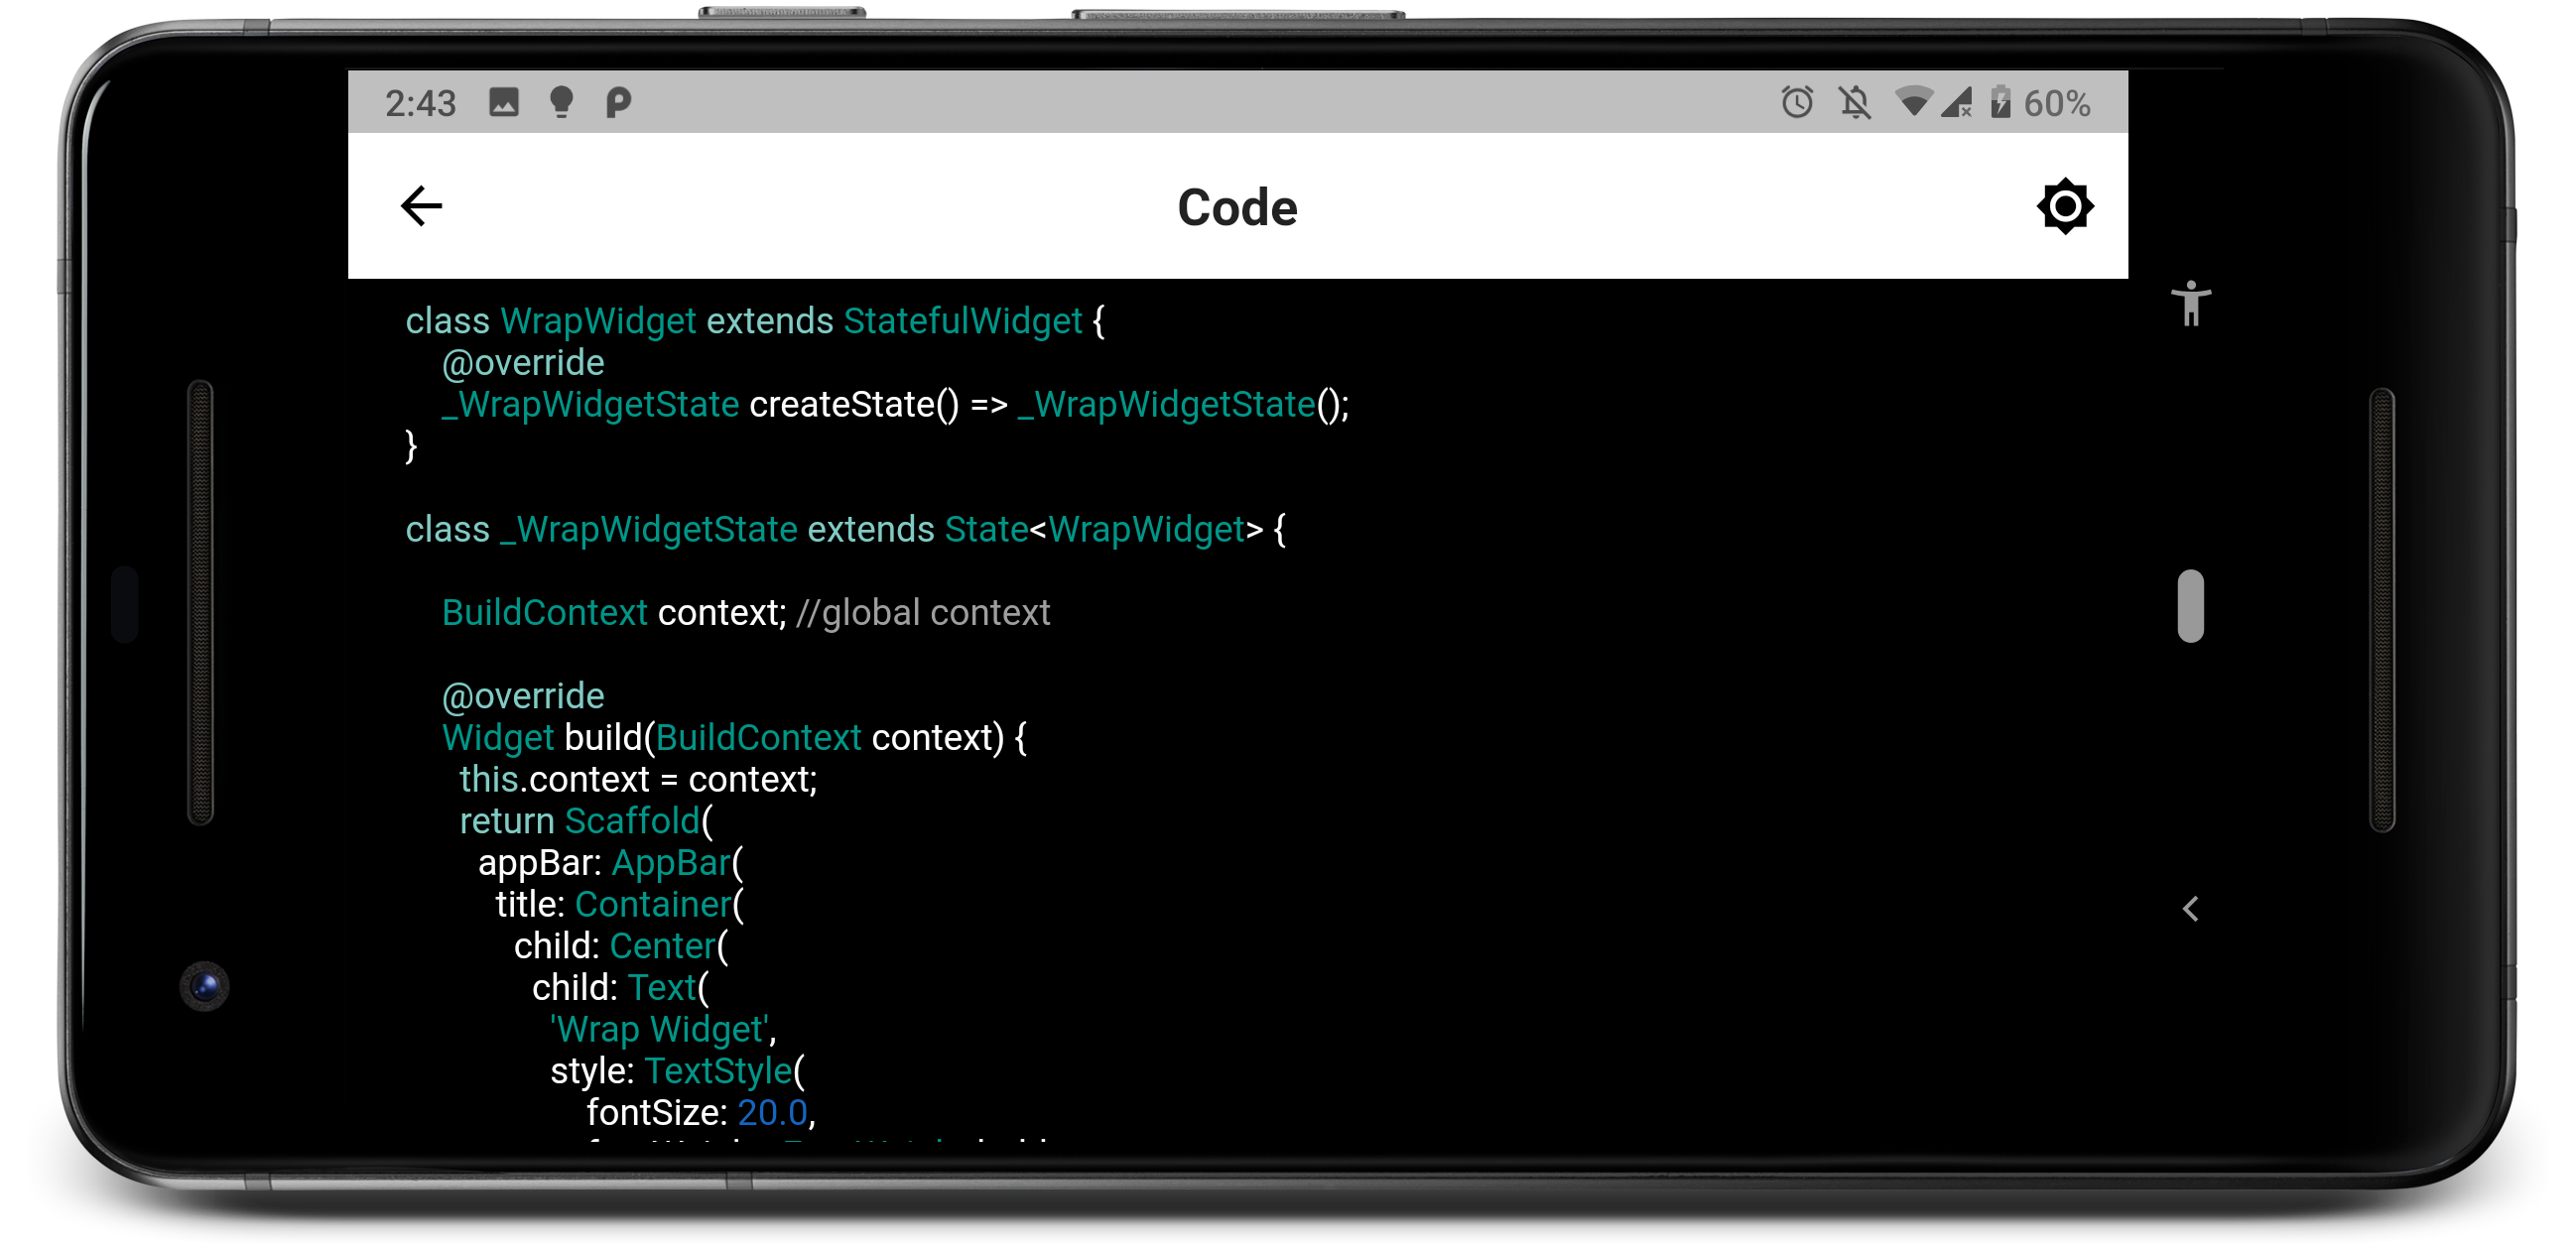 2:43 60%
Code
class WrapWidget extends StatefulWidget {
@override
_WrapWidgetState createState() => _WrapWidgetState();
}
class _WrapWidgetState extends State<WrapWidget> {
BuildContext context; //global context
@override
Widget build(BuildContext context) {
this.context = context;
return Scaffold(
appBar: AppBar(
title: Container(
child: Center(
child: Text(
'Wrap Widget',
style: TextStyle(
fontSize: 20.0,